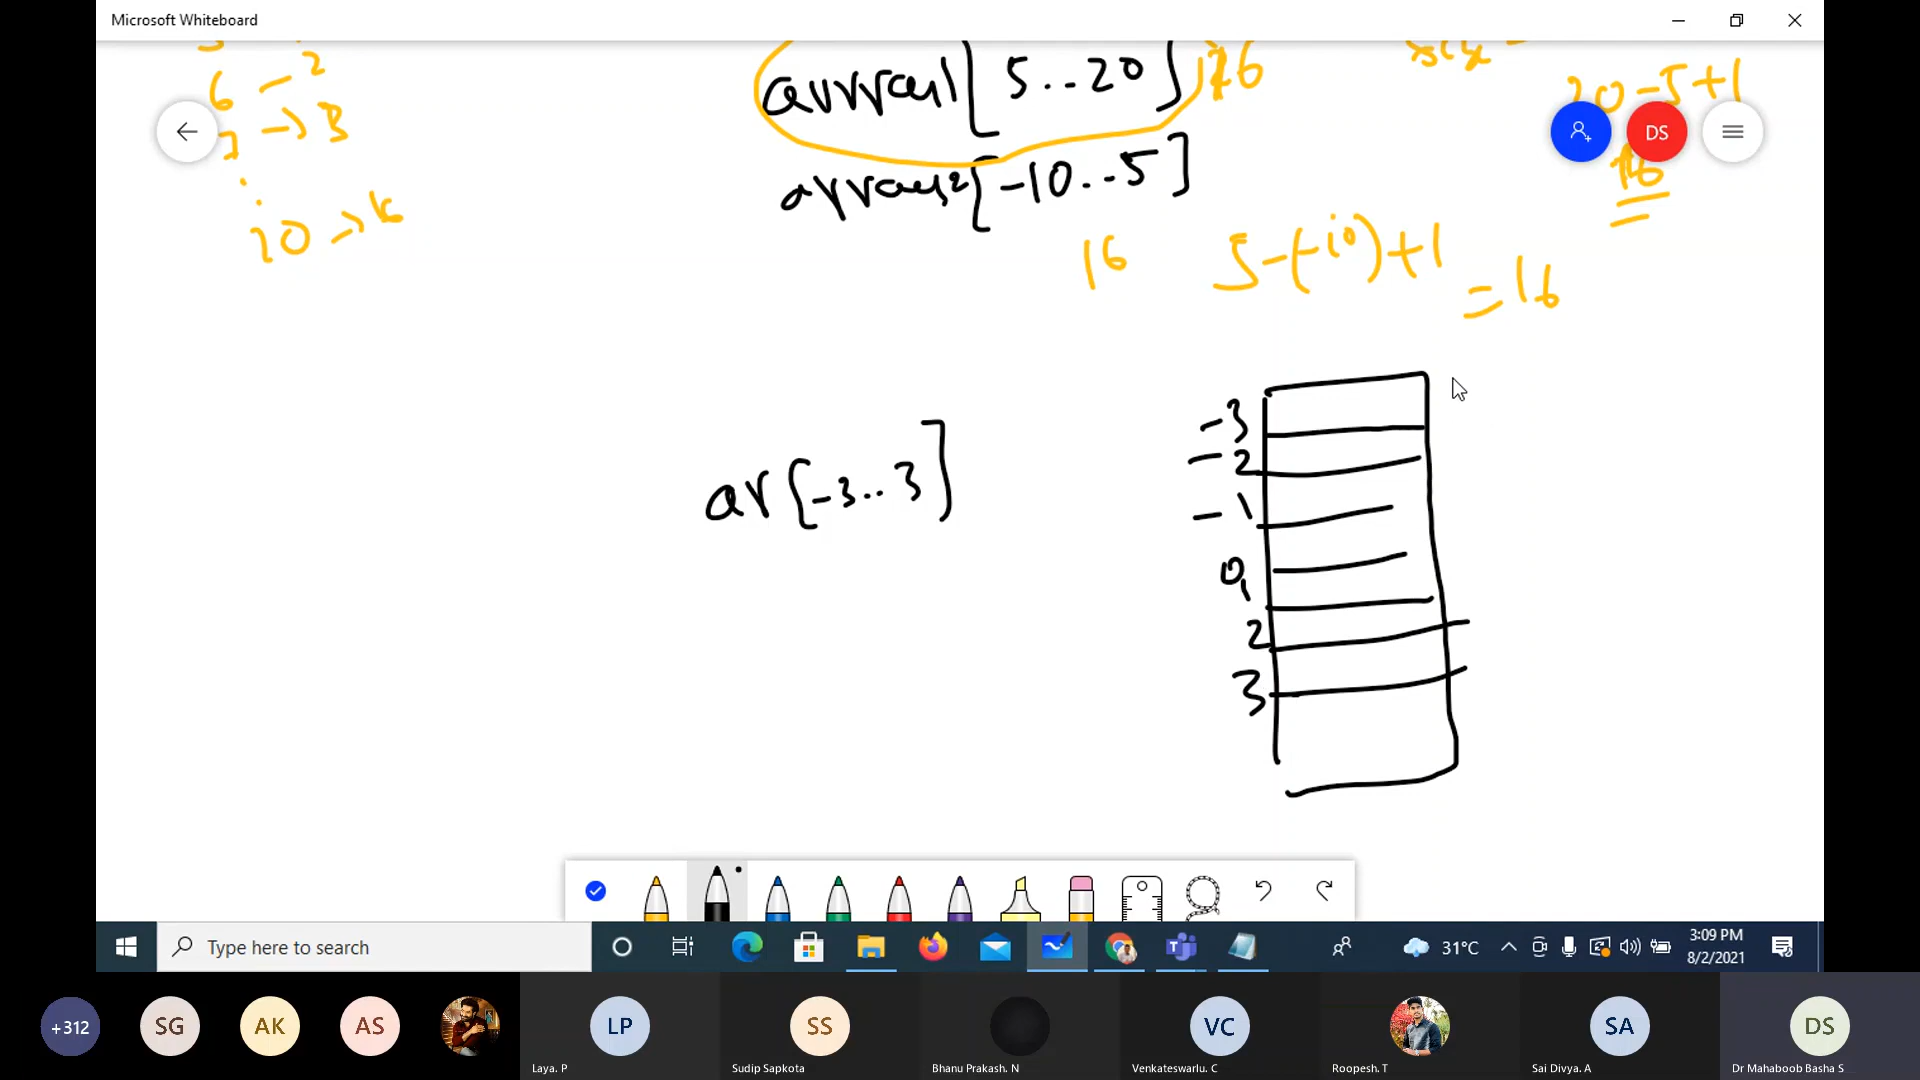 Microsoft Whiteboard
6 - 2
7 -> 3
.
.
20 -> 16
array1[ 5..20 ] 16
array2[-10..5]
20-5+1
16
DS
16
5-(-10)+1
=16
ar[-3..3]
-3
-2
-1
0
1
2
3
Type here to search
31°C
3:09 PM
8/2/2021
+312
SG
AK
AS
LP
SS
VC
SA
DS
Laya. P
Sudip Sapkota
Bhanu Prakash. N
Venkateswarlu. C
Roopesh. T
Sai Divya. A
Dr Mahaboob Basha S